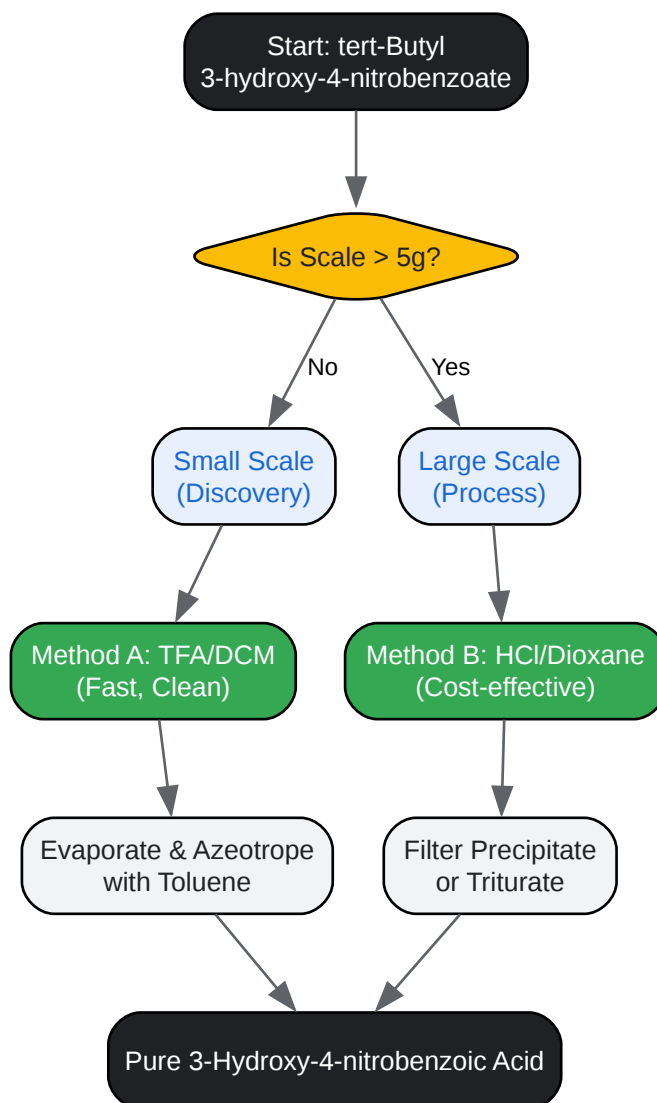 Start: tert-Butyl
3-hydroxy-4-nitrobenzoate
Is Scale > 5g?
No
Yes
Small Scale
(Discovery)
Large Scale
(Process)
Method A: TFA/DCM
(Fast, Clean)
Method B: HCl/Dioxane
(Cost-effective)
Evaporate & Azeotrope
with Toluene
Filter Precipitate
or Triturate
Pure 3-Hydroxy-4-nitrobenzoic Acid